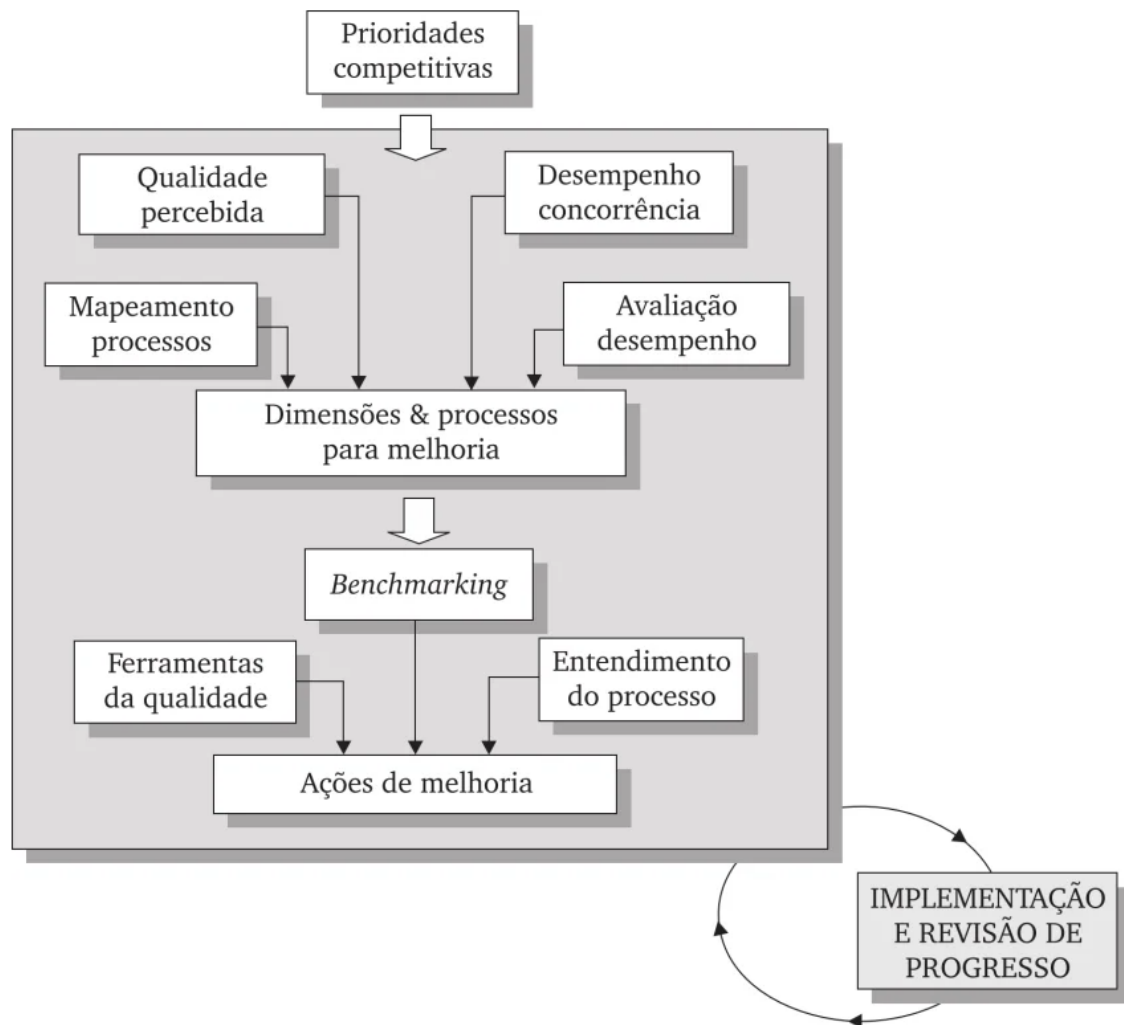 Prioridades
competitivas
Qualidade
percebida
Desempenho
concorrência
Mapeamento
processos
Avaliação
desempenho
Dimensões & processos
para melhoria
Benchmarking
Ferramentas
da qualidade
Entendimento
do processo
Ações de melhoria
IMPLEMENTAÇÃO
E REVISÃO DE
PROGRESSO